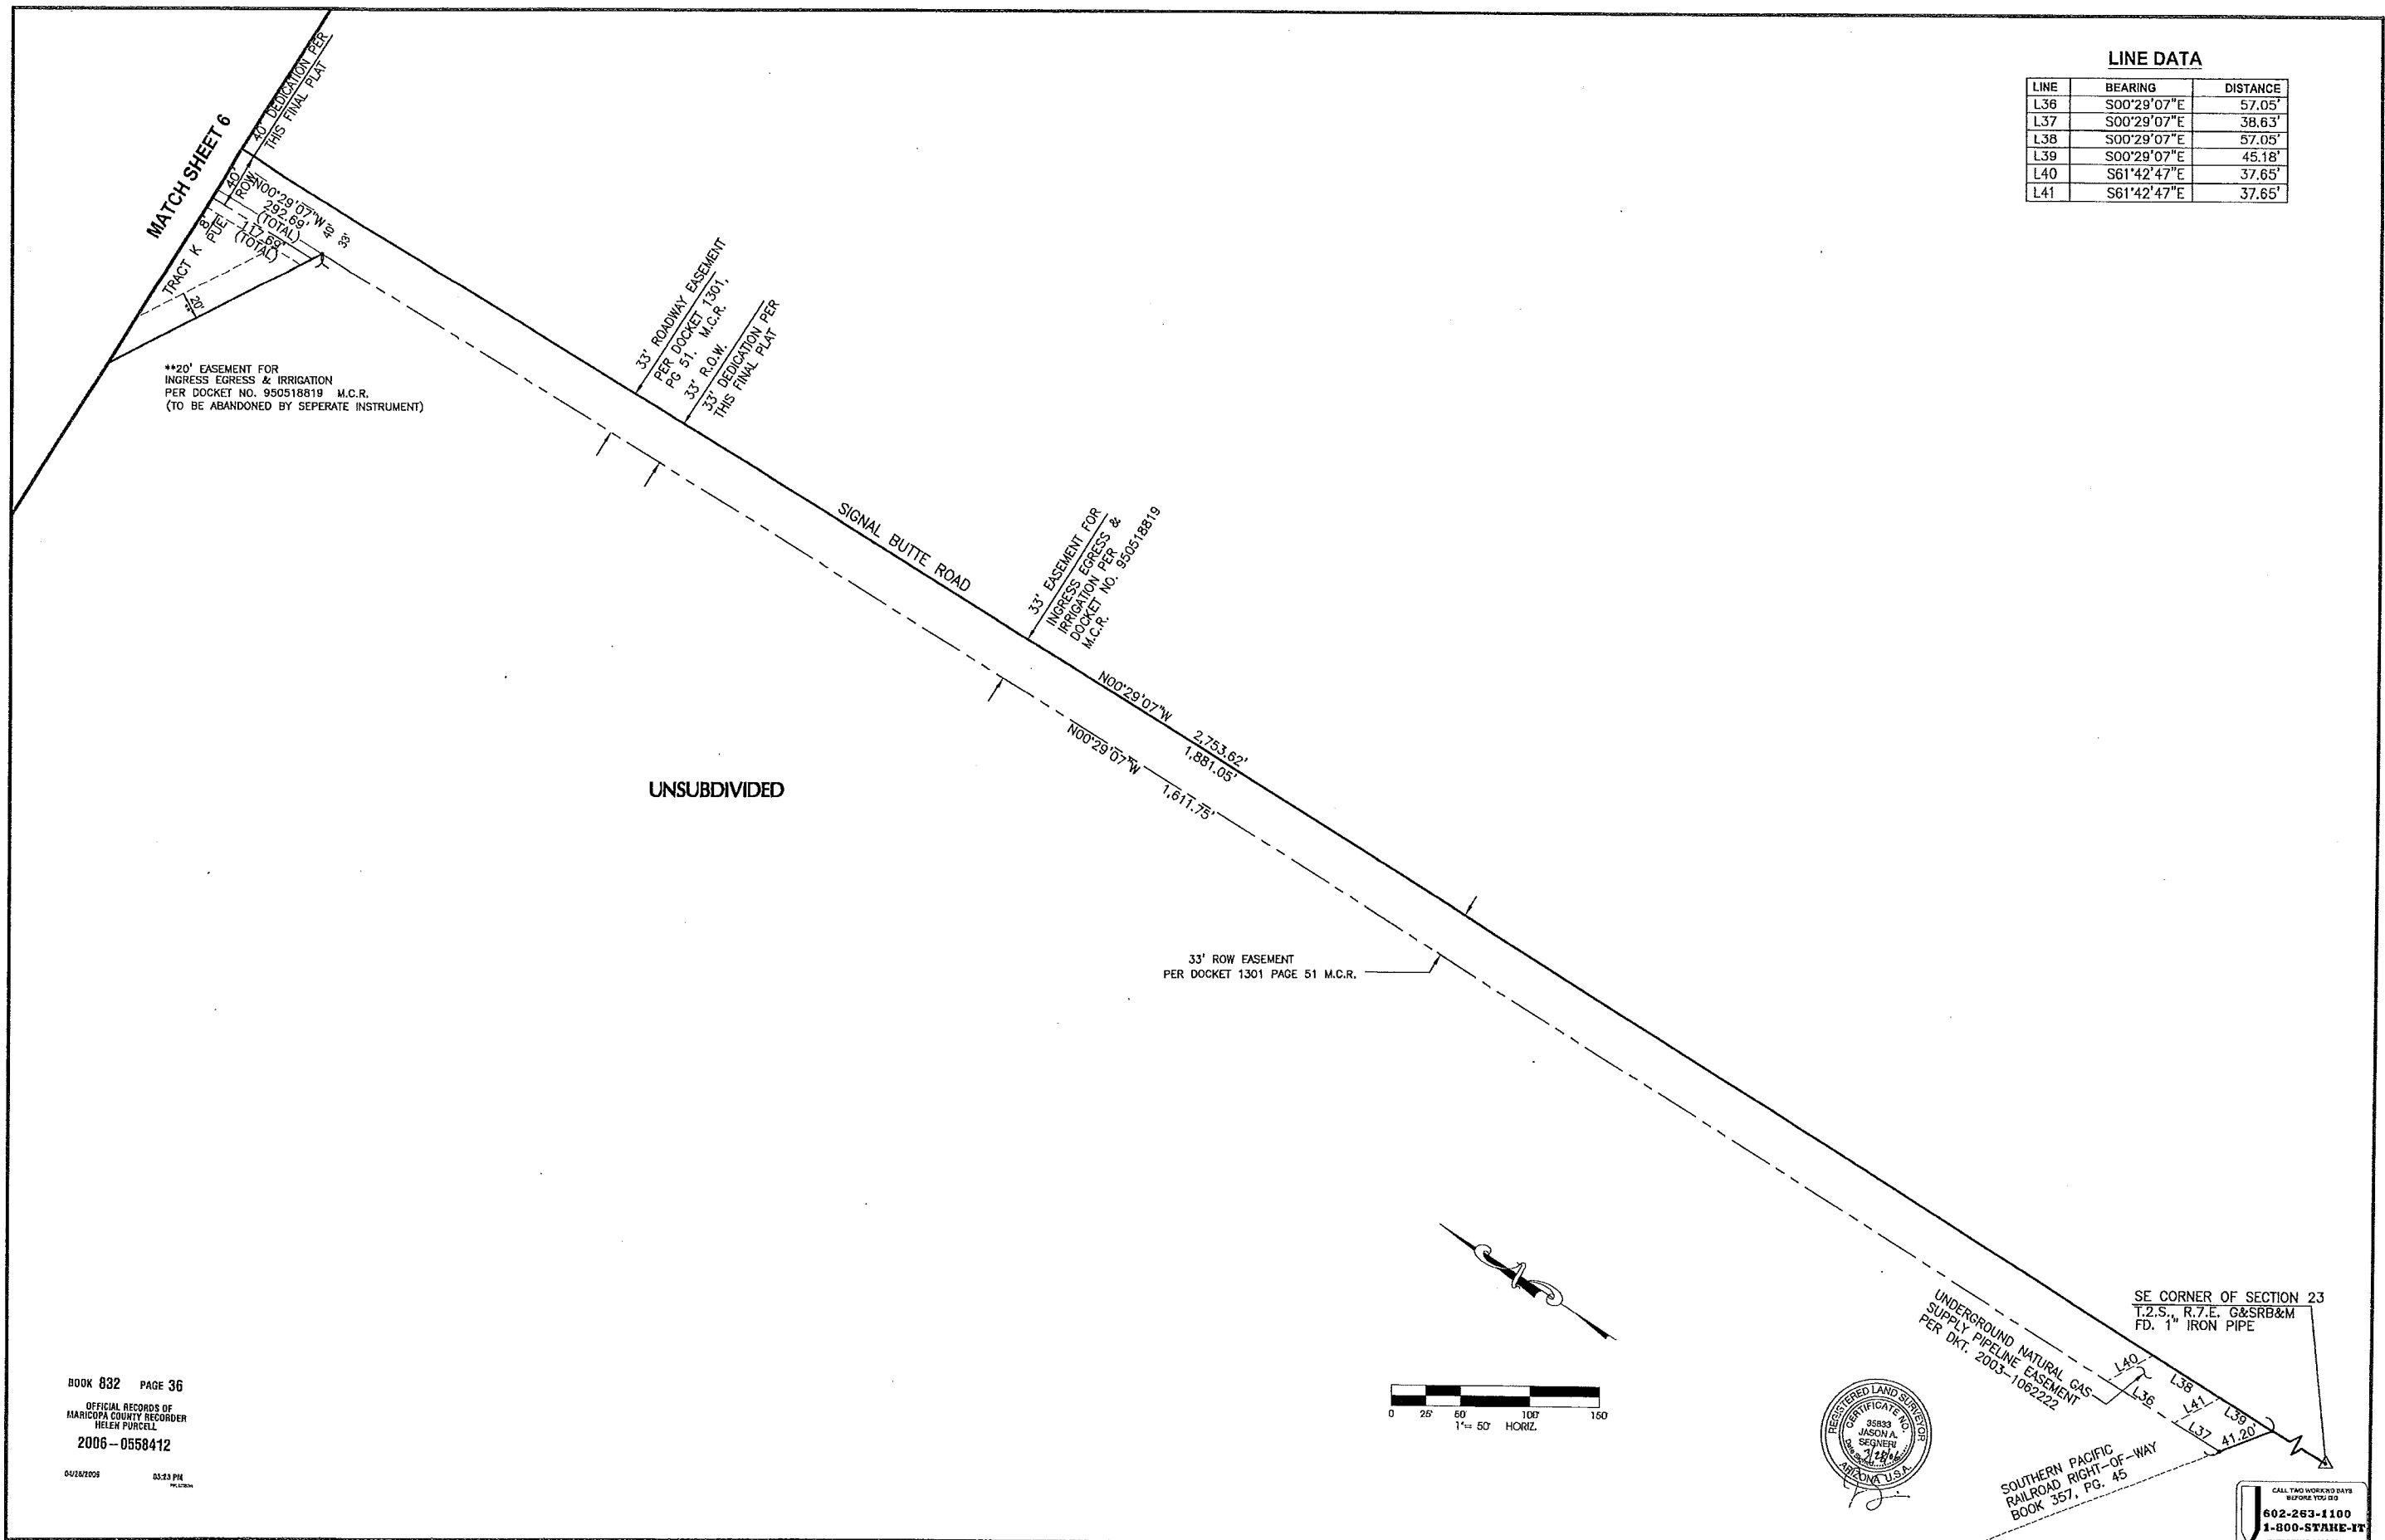 LINE DATA
LINE BEARING DISTANCE
L36 S00°29'07"E 57.05'
L37 S00°29'07"E 38.63'
L38 S00°29'07"E 57.05'
L39 S00°29'07"E 45.18'
L40 S61°42'47"E 37.65'
L41 S61°42'47"E 37.65'
MATCH SHEET 6
40' DEDICATION PER
THIS FINAL PLAT
40'
ROW
N00°29'07"W
292.69'
(TOTAL)
117.69'
(TOTAL)
40'
33'
8'
PUE
TRACT K
**20'
**20' EASEMENT FOR
INGRESS EGRESS & IRRIGATION
PER DOCKET NO. 950518819 M.C.R.
(TO BE ABANDONED BY SEPERATE INSTRUMENT)
33' ROADWAY EASEMENT
PER DOCKET 1301,
PG 51. M.C.R.
33' R.O.W.
33' DEDICATION PER
THIS FINAL PLAT
SIGNAL BUTTE ROAD
33' EASEMENT FOR
INGRESS EGRESS &
IRRIGATION PER
DOCKET NO. 950518819
M.C.R.
N00°29'07"W 2,753.62'
1,881.05'
N00°29'07"W 1,611.75'
UNSUBDIVIDED
33' ROW EASEMENT
PER DOCKET 1301 PAGE 51 M.C.R.
UNDERGROUND NATURAL GAS
SUPPLY PIPELINE EASEMENT
PER DKT. 2003-1062222
SE CORNER OF SECTION 23
T.2.S., R.7.E. G&SRB&M
FD. 1" IRON PIPE
L40
L38
L36
L41
L39
L37
41.20'
SOUTHERN PACIFIC
RAILROAD RIGHT-OF-WAY
BOOK 357, PG. 45
0 25' 50' 100' 150'
1"= 50' HORIZ.
REGISTERED LAND SURVEYOR
CERTIFICATE NO.
35833
JASON A.
SEGNERI
Date Signed
ARIZONA U.S.A.
BOOK 832 PAGE 36
OFFICIAL RECORDS OF
MARICOPA COUNTY RECORDER
HELEN PURCELL
2006-0558412
04/26/2006 03:23 PM
CALL TWO WORKING DAYS
BEFORE YOU DIG
602-263-1100
1-800-STAKE-IT